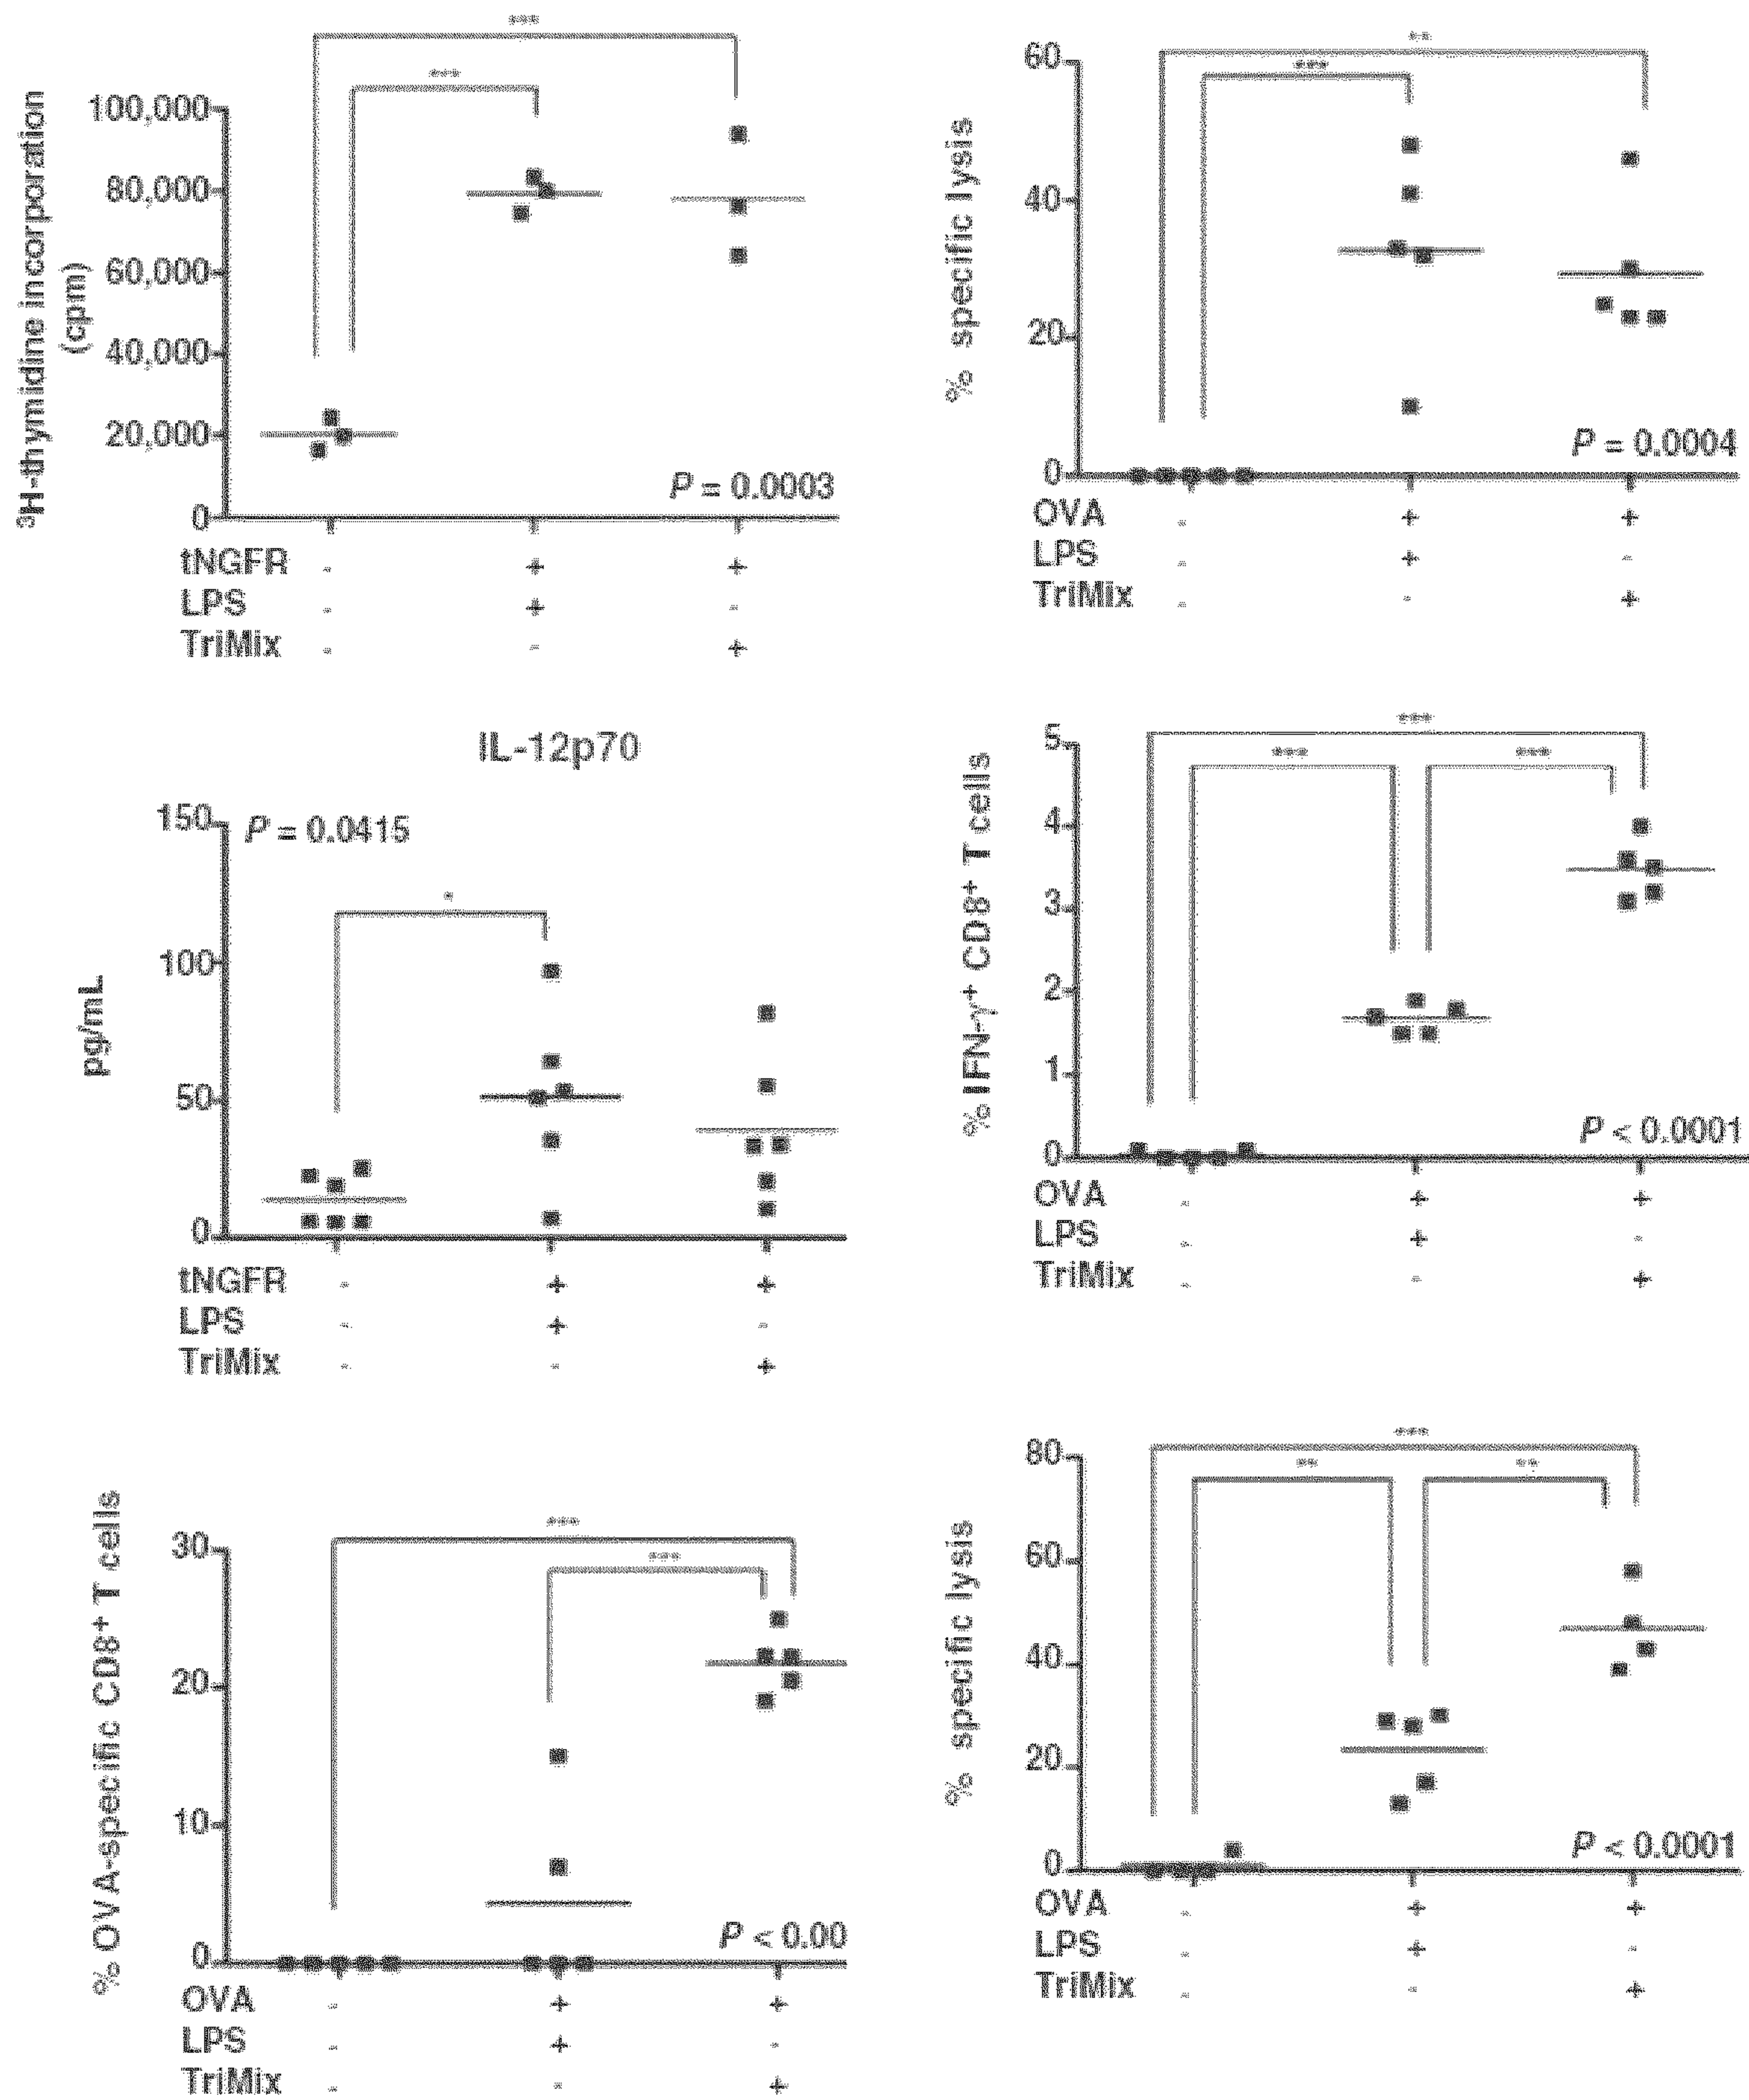 ***
***
³H-thymidine incorporation
(cpm)
100,000
80,000
60,000
40,000
20,000
0
P = 0.0003
tNGFR - + +
LPS - + -
TriMix - - +
**
***
% specific lysis
60
40
20
0
P = 0.0004
OVA - + +
LPS - + -
TriMix - - +
IL-12p70
pg/mL
150
100
50
0
P = 0.0415
*
tNGFR - + +
LPS - + -
TriMix - - +
***
***
***
% IFN-γ⁺ CD8⁺ T cells
5
4
3
2
1
0
P < 0.0001
OVA - + +
LPS - + -
TriMix - - +
***
***
% OVA-specific CD8⁺ T cells
30
20
10
0
P < 0.00
OVA - + +
LPS - + -
TriMix - - +
***
**
**
% specific lysis
80
60
40
20
0
P < 0.0001
OVA - + +
LPS - + -
TriMix - - +